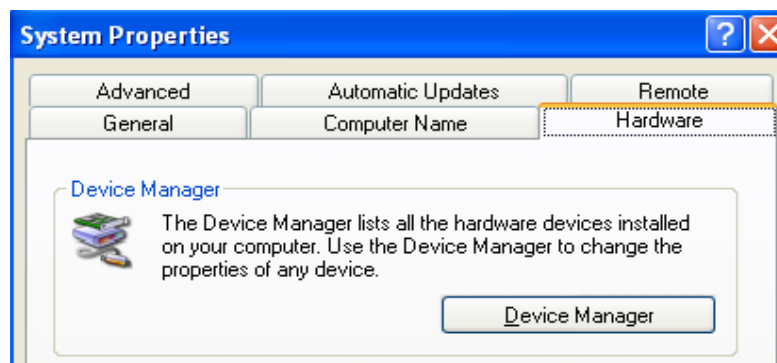 System Properties
Advanced Automatic Updates Remote
General Computer Name Hardware
Device Manager
The Device Manager lists all the hardware devices installed
on your computer. Use the Device Manager to change the
properties of any device.
Device Manager